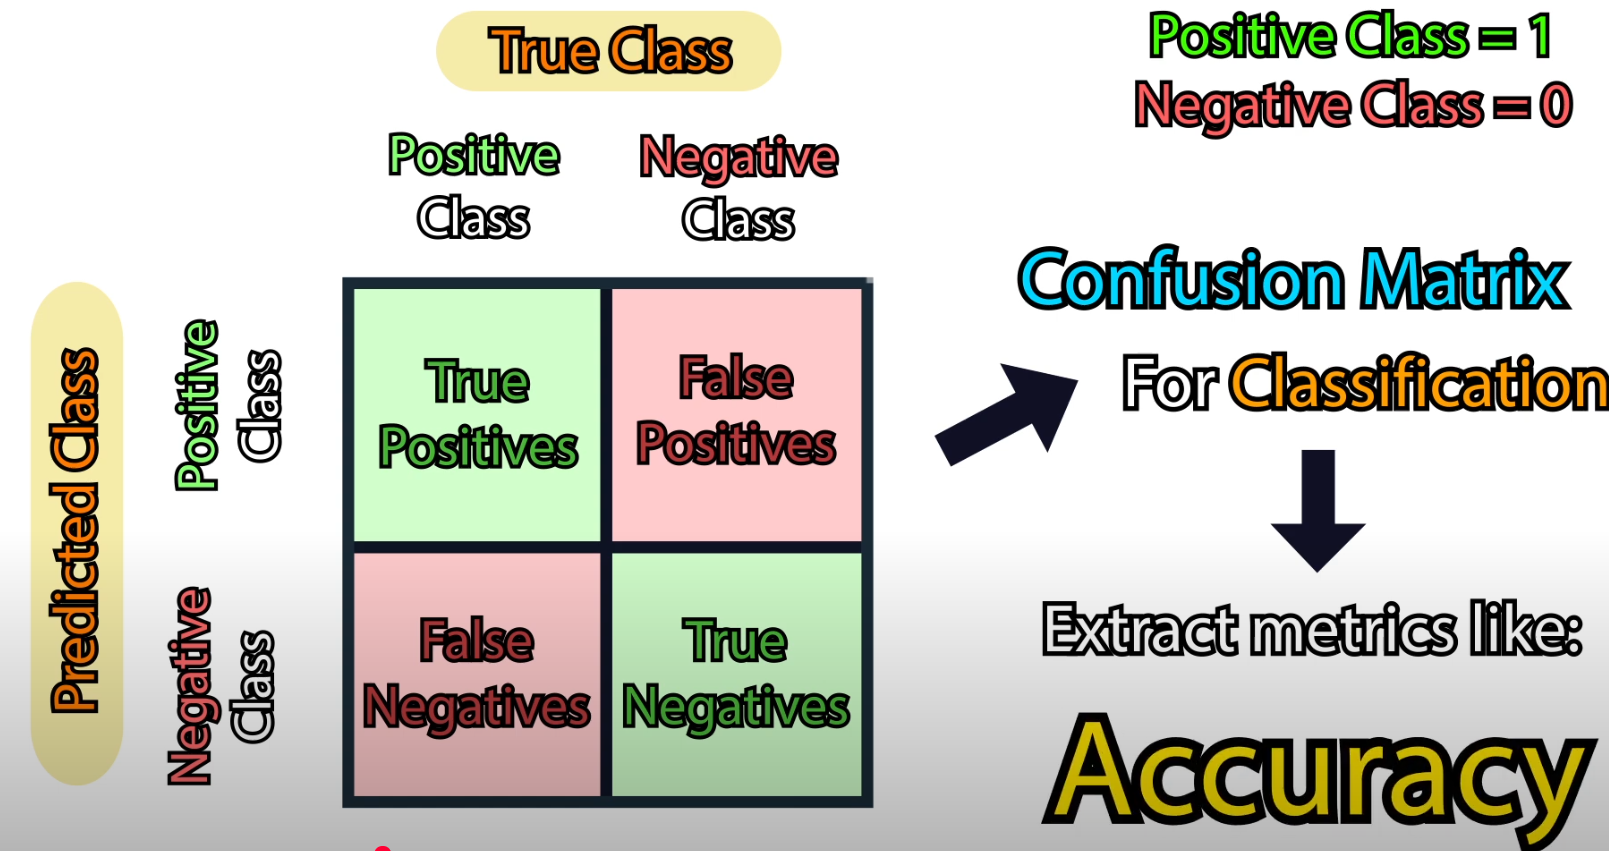 True Class
Positive Class = 1
Negative Class = 0
Positive
Class
Negative
Class
Predicted Class
Positive
Class
Negative
Class
True
Positives
False
Positives
False
Negatives
True
Negatives
Confusion Matrix
For Classification
Extract metrics like:
Accuracy